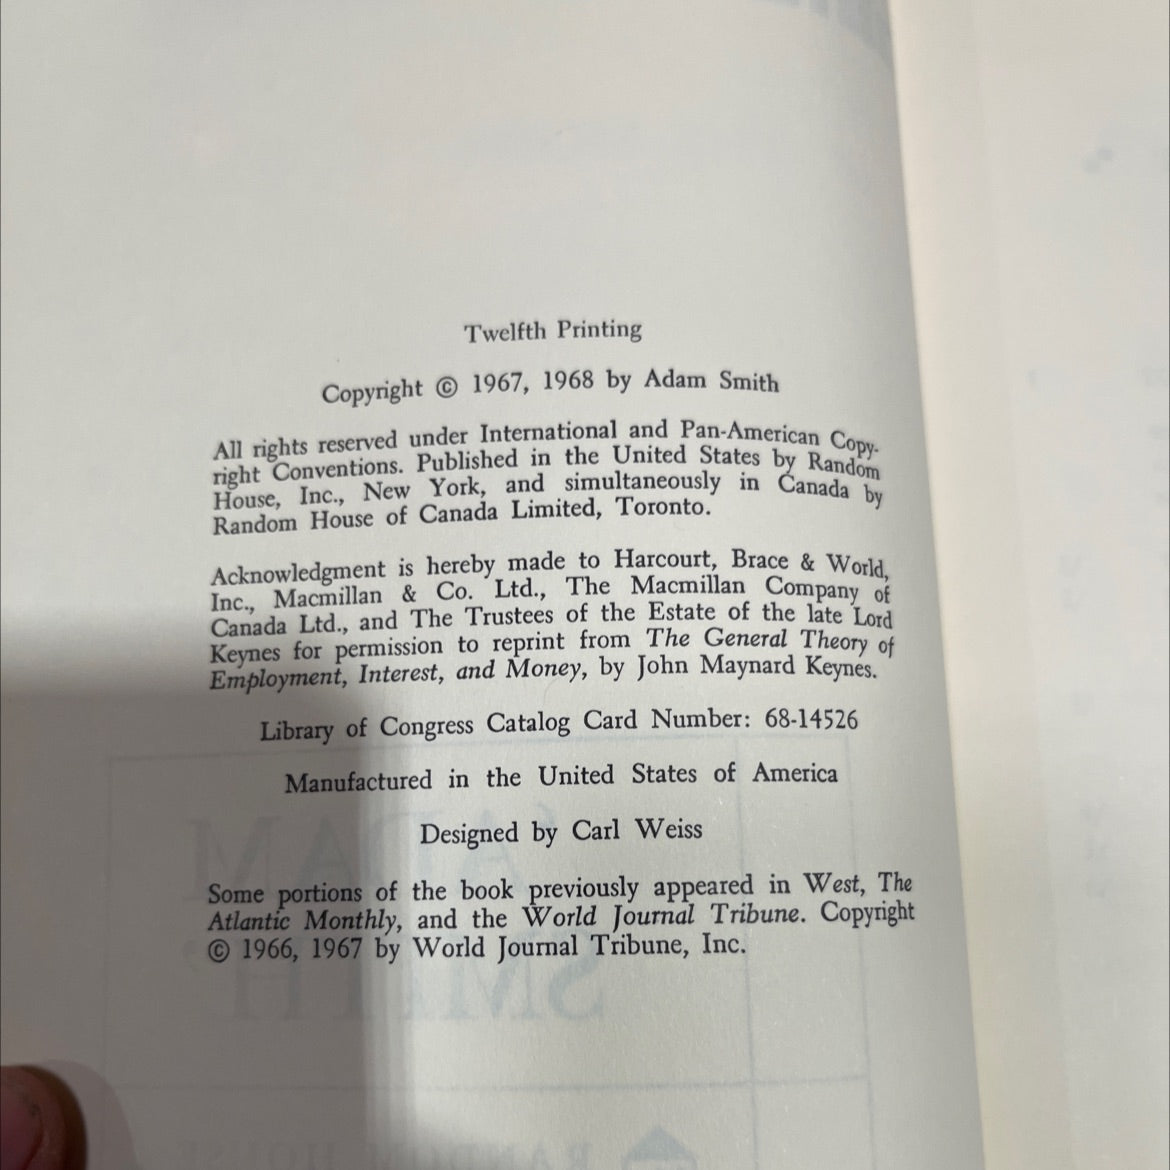 Twelfth Printing
Copyright © 1967, 1968 by Adam Smith
All rights reserved under International and Pan-American Copy-
right Conventions. Published in the United States by Random
House, Inc., New York, and simultaneously in Canada by
Random House of Canada Limited, Toronto.
Acknowledgment is hereby made to Harcourt, Brace & World,
Inc., Macmillan & Co. Ltd., The Macmillan Company of
Canada Ltd., and The Trustees of the Estate of the late Lord
Keynes for permission to reprint from The General Theory of
Employment, Interest, and Money, by John Maynard Keynes.
Library of Congress Catalog Card Number: 68-14526
Manufactured in the United States of America
Designed by Carl Weiss
Some portions of the book previously appeared in West, The
Atlantic Monthly, and the World Journal Tribune. Copyright
© 1966, 1967 by World Journal Tribune, Inc.
ADAM
SMITH
RANDOM HOUSE